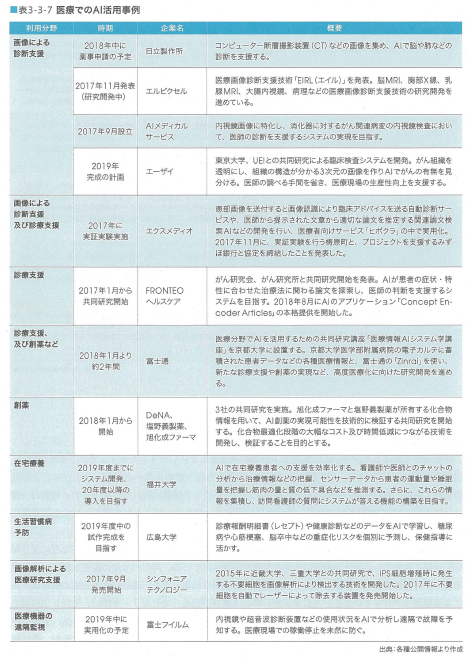 ■表3-3-7 医療でのAI活用事例
利用分野 時期 企業名 概要
画像による
診断支援
2018年中に
薬事申請の予定
日立製作所
コンピューター断層撮影装置（CT）などの画像を集め、AIで脳や肺などの
診断を支援する。
2017年11月発表
（研究開発中）
エルピクセル
医療画像診断支援技術「EIRL（エイル）」を発表。脳MRI、胸部X線、乳
腺MRI、大腸内視鏡、病理などの医療画像診断支援技術の研究開発を
進めている。
2017年9月設立
AIメディカル
サービス
内視鏡画像に特化し、消化器に対するがん関連病変の内視鏡検査にお
いて、医師の診断を支援するシステムの実現を目指す。
2019年
完成の計画
エーザイ
東京大学、UEIとの共同研究による臨床検査システムを開発。がん組織を
透明にし、組織の構造が分かる3次元の画像を作りAIでがんの有無を見
分ける。医師の調べる手間を省き、医療現場の生産性向上を支援する。
画像による
診断支援
及び診療支援
2017年に
実証実験実施
エクスメディオ
患部画像を送付すると画像認識により臨床アドバイスを送る自動診断サー
ビスや、医師から提示された文章から適切な論文を推定する関連論文検
索AIなどの開発を行い、医療者向けサービス「ヒポクラ」の中で実用化。
2017年11月に、実証実験を行う梼原町と、プロジェクトを支援するみず
ほ銀行と協定を締結したことを発表した。
診療支援
2017年1月から
共同研究開始
FRONTEO
ヘルスケア
がん研究会、がん研究所と共同研究開始を発表。AIが患者の症状・特
性に合わせた治療法に関わる論文を探索し、医師の判断を支援するシ
ステムを目指す。2018年8月にAIのアプリケーション「Concept En-
coder Articles」の本格提供を開始した。
診療支援、
及び創薬など
2018年1月より
約2年間
富士通
医療分野でAIを活用するための共同研究講座「医療情報AIシステム学講
座」を京都大学に設置する。京都大学医学部附属病院の電子カルテに蓄
積された患者データなどの各種医療情報と、富士通の「Zinrai」を使い、
新たな診療支援や創薬の実現など、高度医療化に向けた研究開発を進め
る。
創薬
2018年1月から
開始
DeNA、
塩野義製薬、
旭化成ファーマ
3社の共同研究を実施。旭化成ファーマと塩野義製薬が所有する化合物
情報を用いて、AI創薬の実現可能性を技術的に検証する共同研究を開始
する。化合物最適化段階の大幅なコスト及び時間低減につながる技術を
開発し、検証することを目的とする。
在宅療養
2019年度までに
システム開発、
20年度以降の
導入を目指す
福井大学
AIで在宅療養患者への支援を効率化する。看護師や医師とのチャットの
分析から治療情報などの把握、センサーデータから患者の運動量や睡眠
量を把握し筋肉の量と質の低下具合などを推測する。さらに、これらの情
報を集積し、訪問看護師の質問にシステムが答える機能の構築を目指す。
生活習慣病
予防
2019年度中の
試作完成を
目指す
広島大学
診療報酬明細書（レセプト）や健康診断などのデータをAIで学習し、糖尿
病や心筋梗塞、脳卒中などの重症化リスクを個別に予測し、保健指導に
活かす。
画像解析による
医療研究支援
2017年9月
発売開始
シンフォニア
テクノロジー
2015年に近畿大学、三重大学との共同研究で、iPS細胞増殖時に発生
する不要細胞を画像解析により検出する技術を開発した。2017年に不要
細胞を自動でレーザーによって除去する装置を発売開始した。
医療機器の
遠隔監視
2019年中に
実用化の予定
富士フイルム
内視鏡や超音波診断装置などの使用状況をAIで分析し遠隔で故障を予
知する。医療現場での稼働停止を未然に防ぐ。
出典：各種公開情報より作成